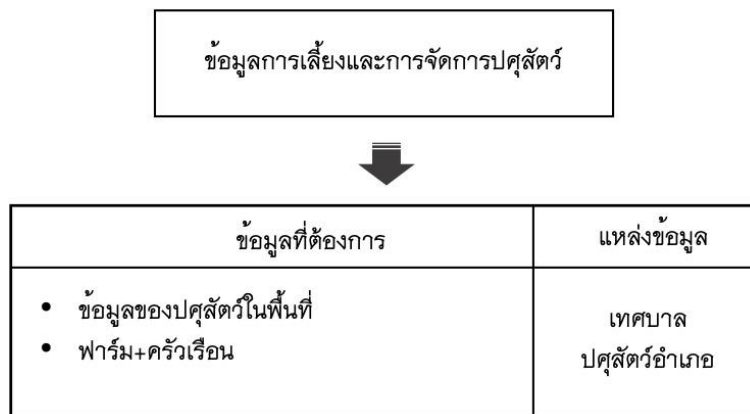 ข้อมูลการเลี้ยงและการจัดการปศุสัตว์
ข้อมูลที่ต้องการ
แหล่งข้อมูล
• ข้อมูลของปศุสัตว์ในพื้นที่
• ฟาร์ม+ครัวเรือน
เทศบาล
ปศุสัตว์อำเภอ